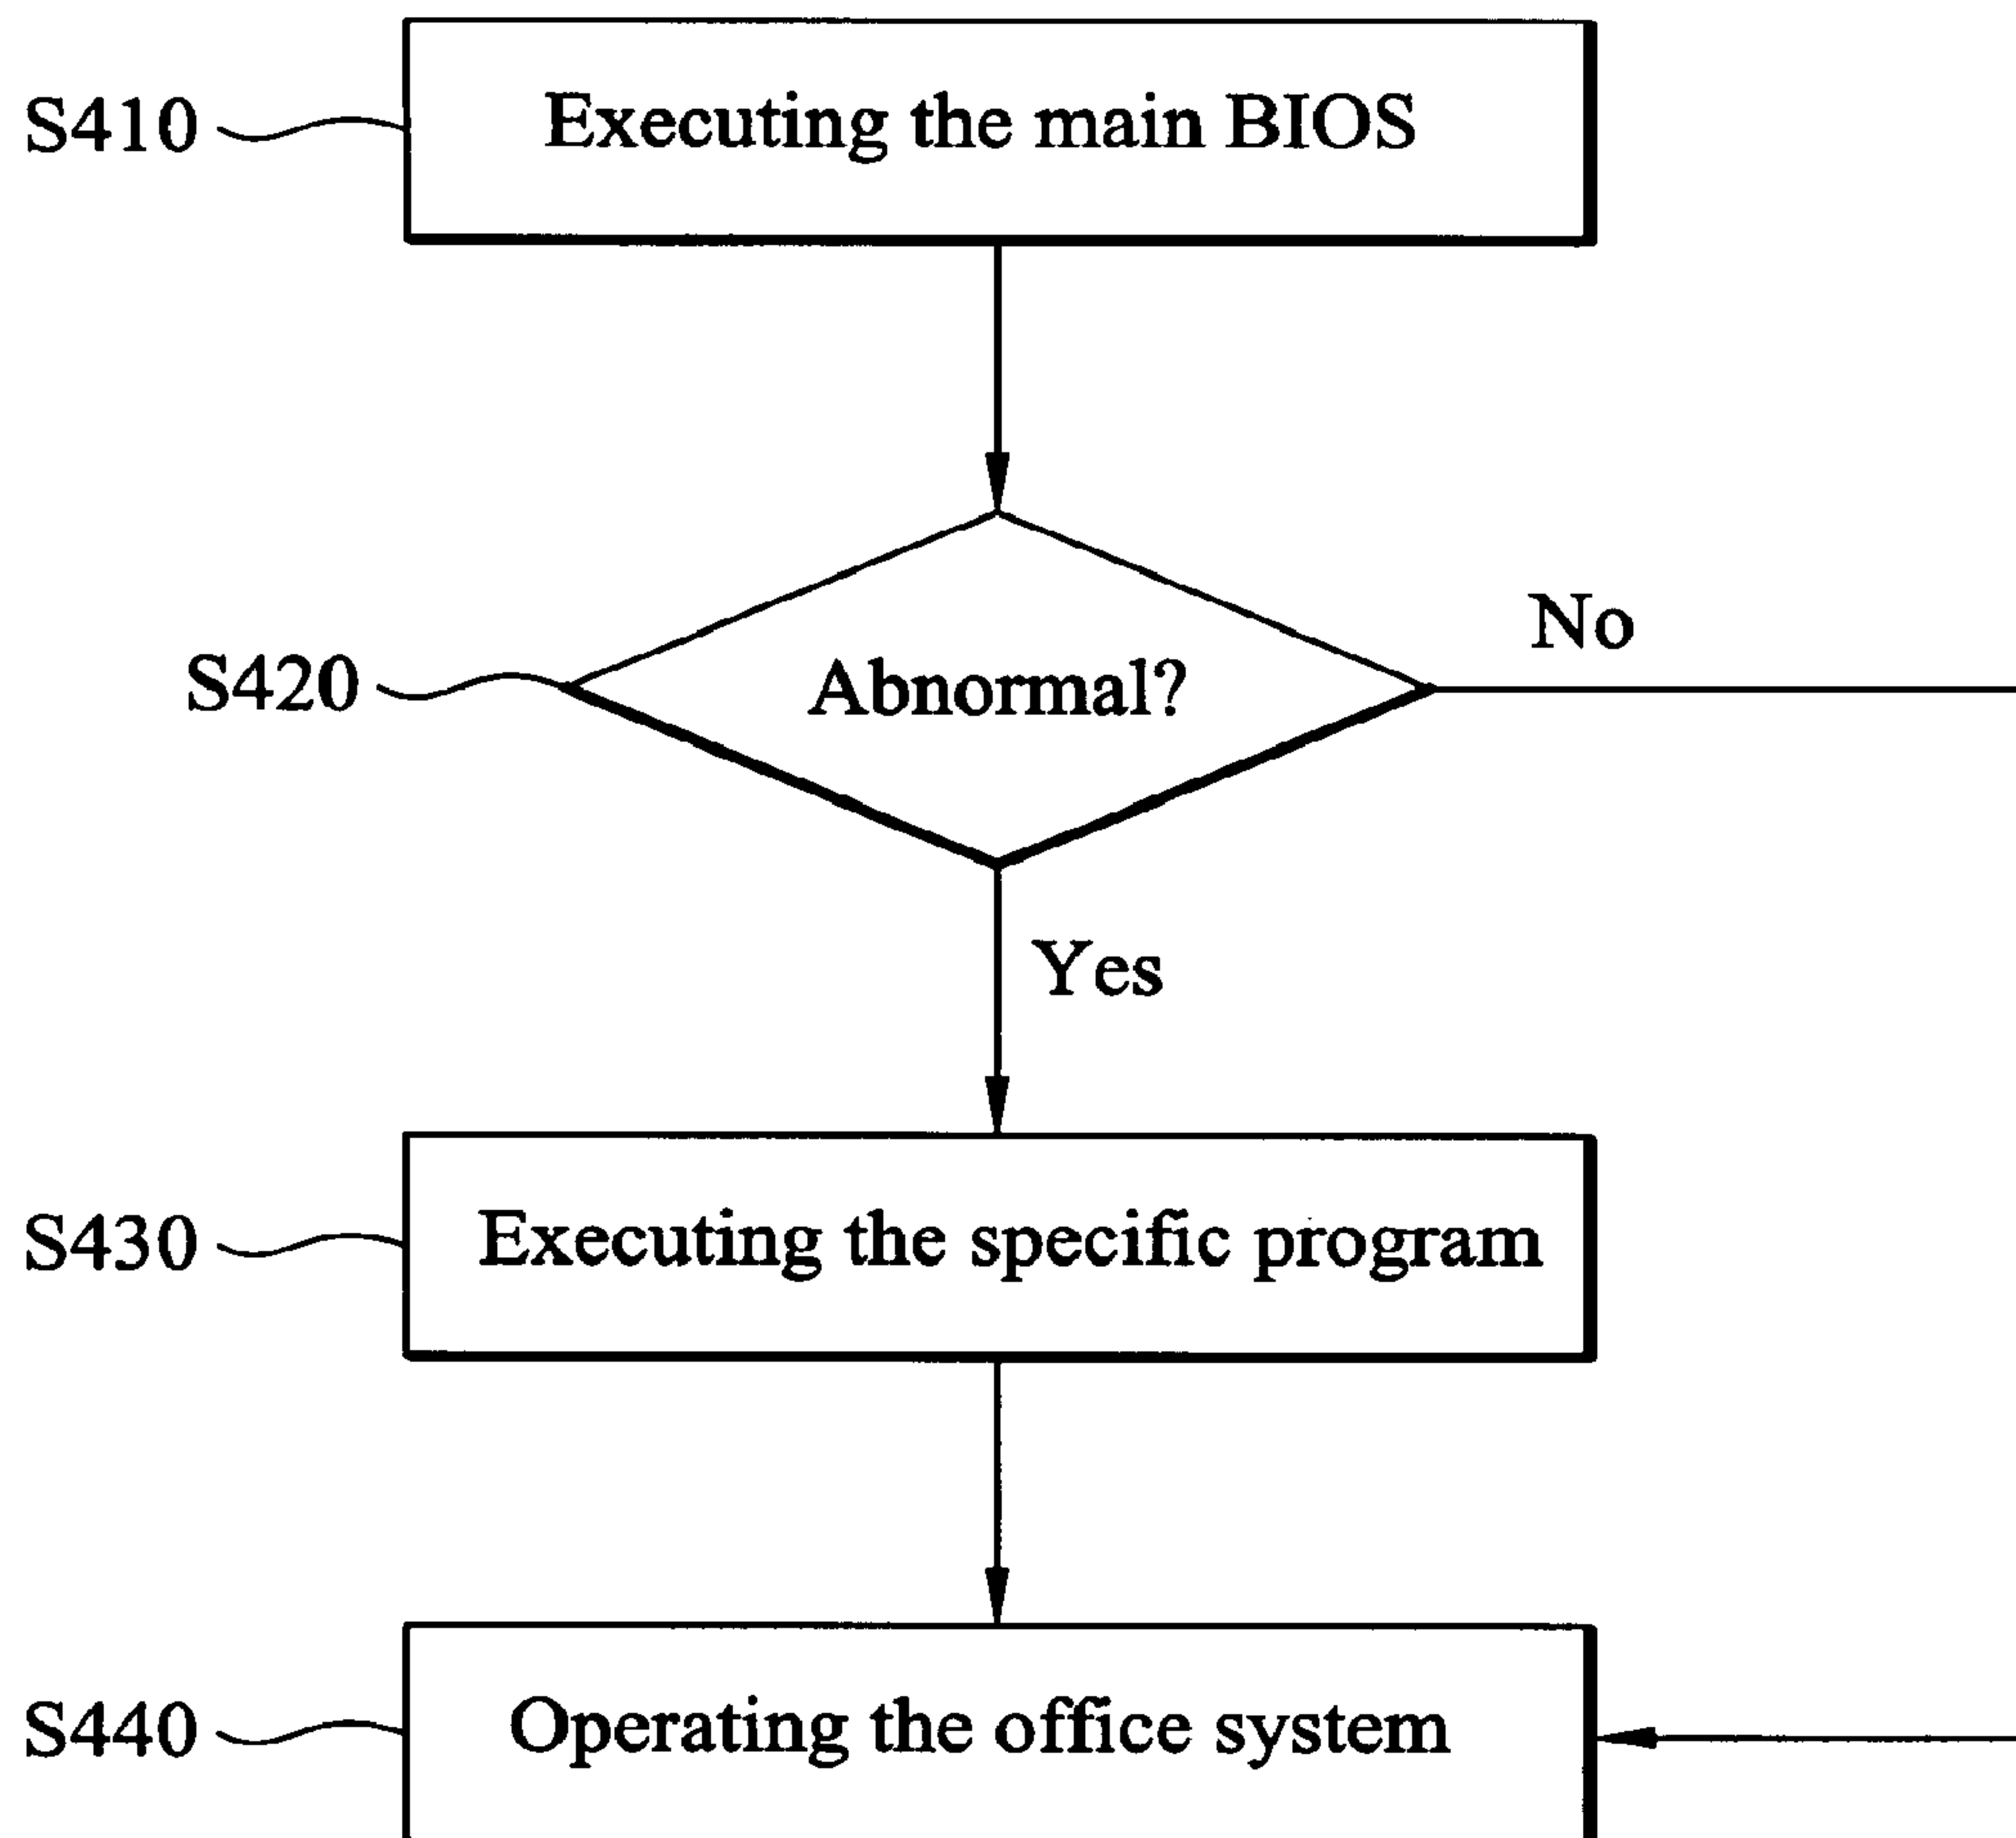 S410
Executing the main BIOS
No
S420
Abnormal?
Yes
S430
Executing the specific program
S440
Operating the office system